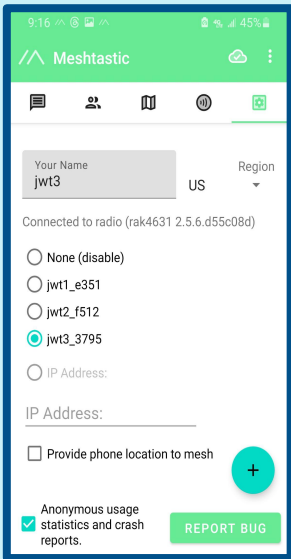 9:16
45%
Meshtastic
Your Name
jwt3
US
Region
Connected to radio (rak4631 2.5.6.d55c08d)
None (disable)
jwt1_e351
jwt2_f512
jwt3_3795
IP Address:
IP Address:
Provide phone location to mesh
+
Anonymous usage
statistics and crash
reports.
REPORT BUG